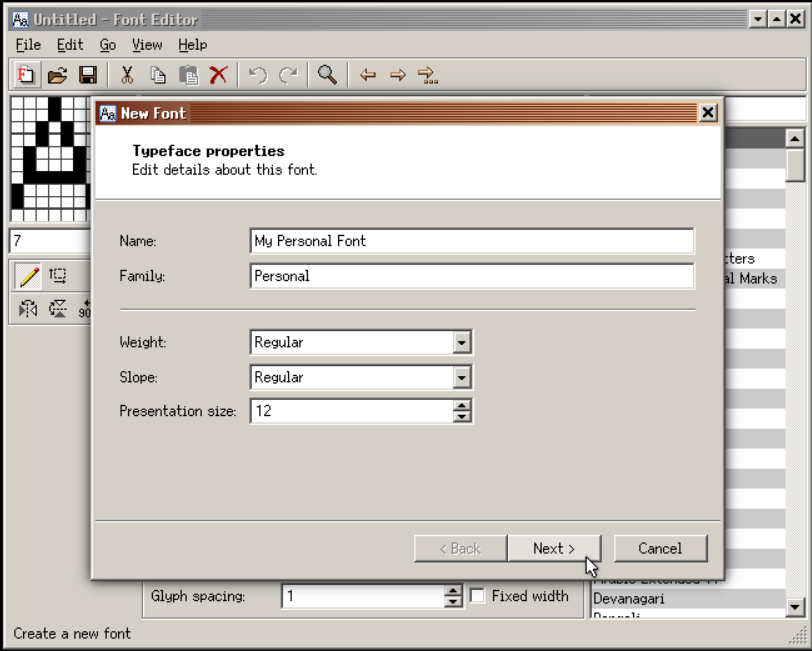 Untitled - Font Editor
File Edit Go View Help
New Font
Typeface properties
Edit details about this font.
Name: My Personal Font
Family: Personal
Weight: Regular
Slope: Regular
Presentation size: 12
< Back Next > Cancel
7
90
tters
al Marks
Glyph spacing: 1 Fixed width
Devanagari
Create a new font